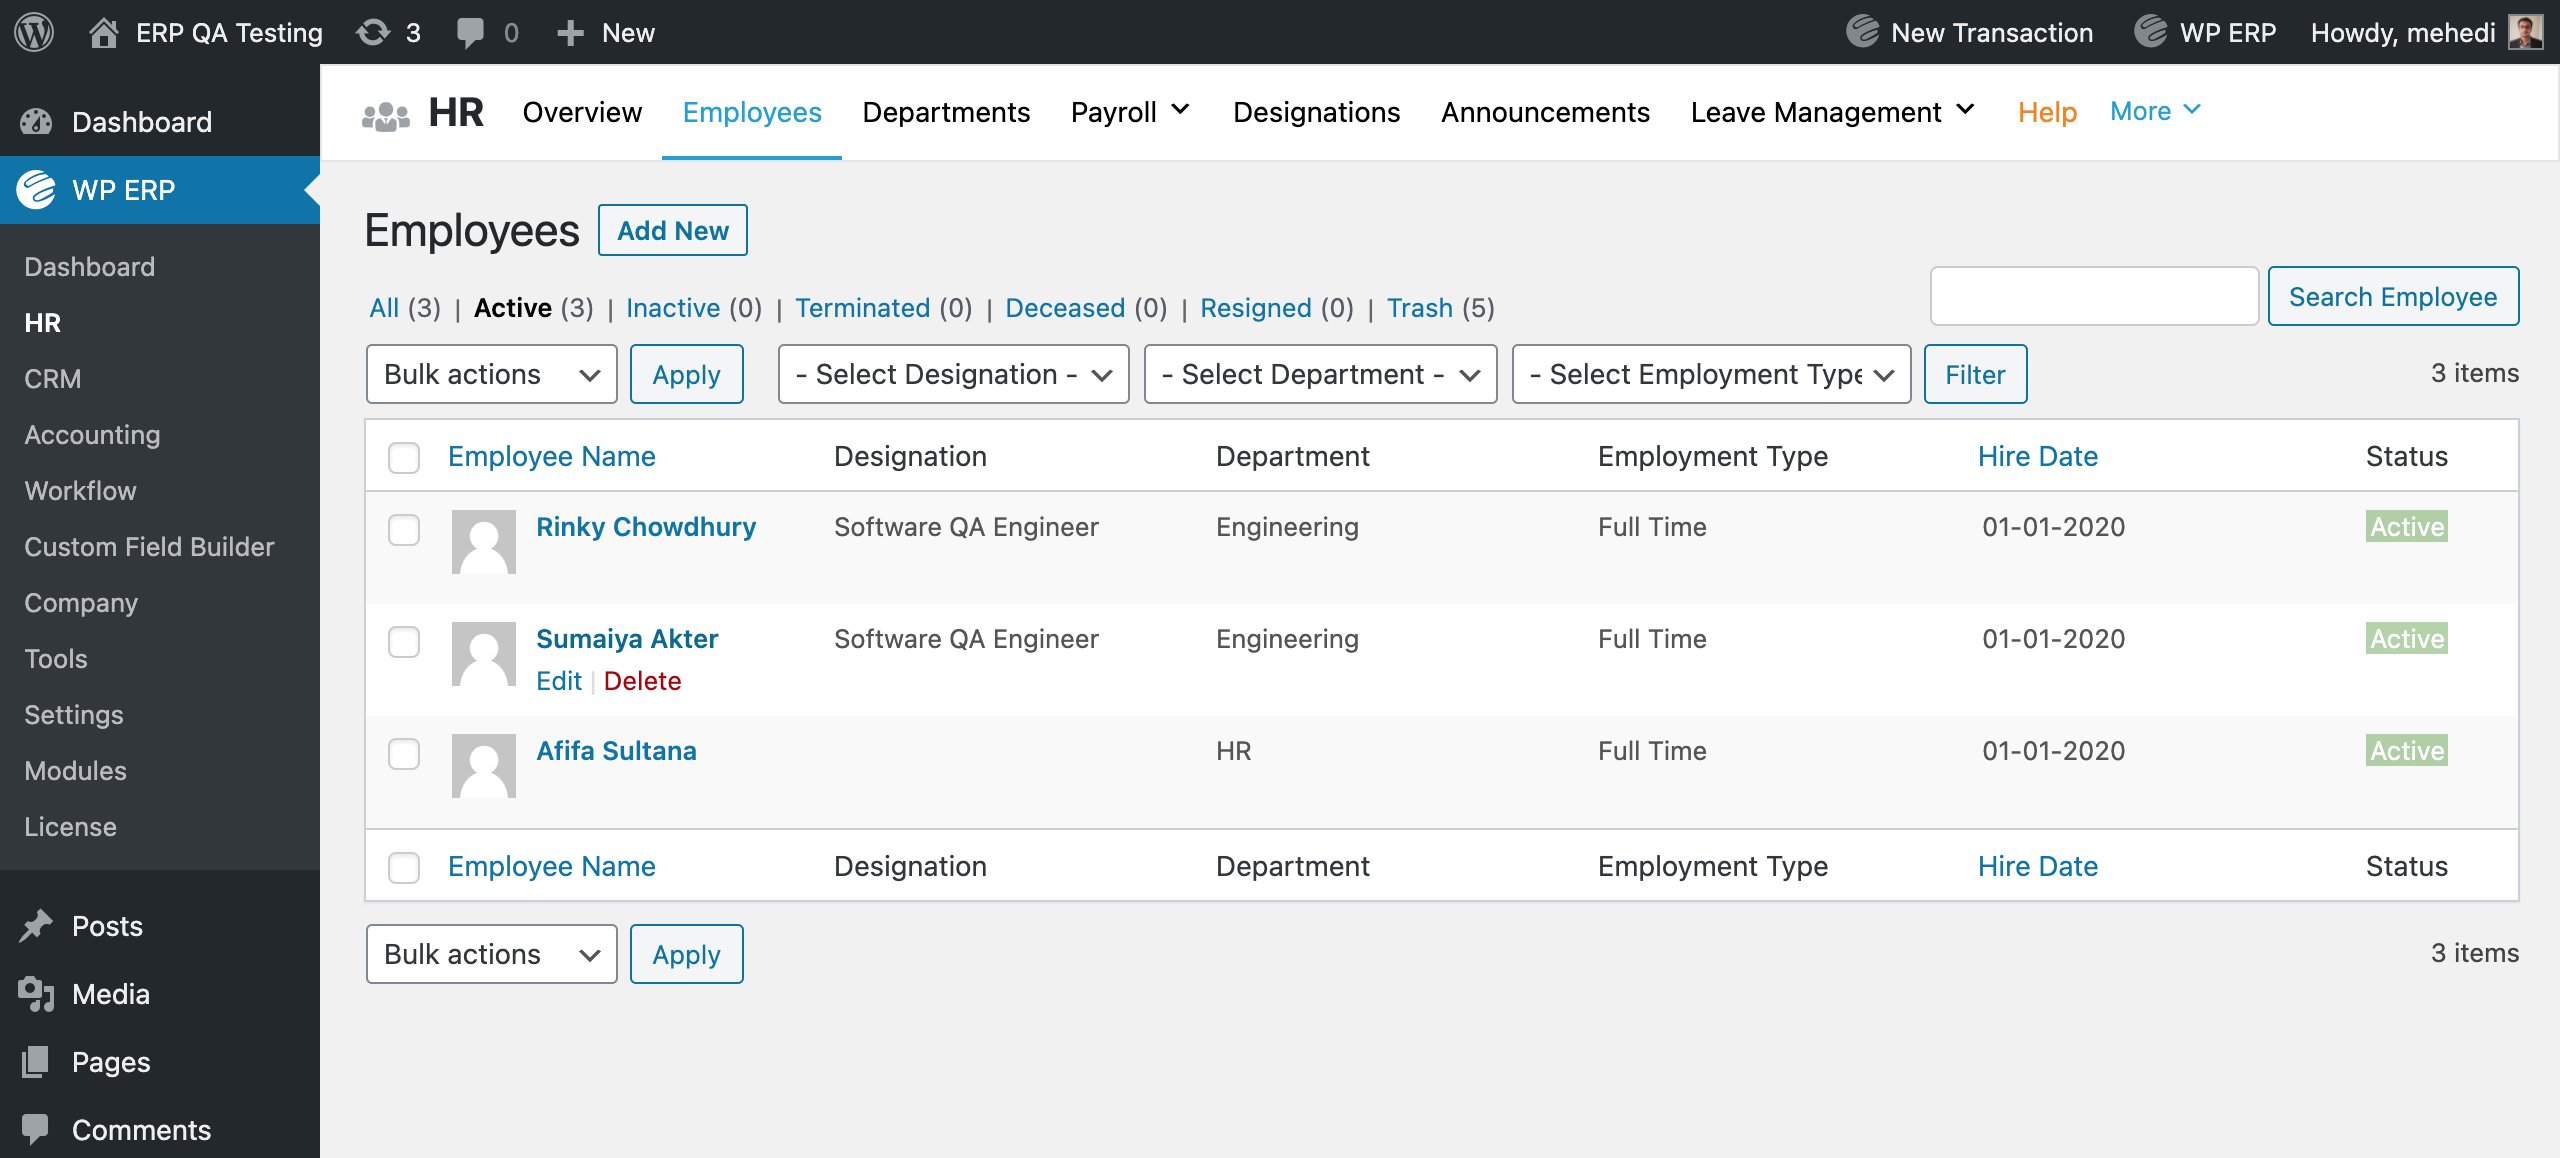 ERP QA Testing 3 0 New New Transaction WP ERP Howdy, mehedi
HR Overview Employees Departments Payroll Designations Announcements Leave Management Help More
Dashboard
WP ERP
Dashboard
HR
CRM
Accounting
Workflow
Custom Field Builder
Company
Tools
Settings
Modules
License
Posts
Media
Pages
Comments
Employees Add New
All (3) | Active (3) | Inactive (0) | Terminated (0) | Deceased (0) | Resigned (0) | Trash (5)
Search Employee
Bulk actions Apply - Select Designation - - Select Department - - Select Employment Type Filter 3 items
Employee Name Designation Department Employment Type Hire Date Status
Rinky Chowdhury Software QA Engineer Engineering Full Time 01-01-2020 Active
Sumaiya Akter Software QA Engineer Engineering Full Time 01-01-2020 Active
Edit | Delete
Afifa Sultana HR Full Time 01-01-2020 Active
Employee Name Designation Department Employment Type Hire Date Status
Bulk actions Apply 3 items